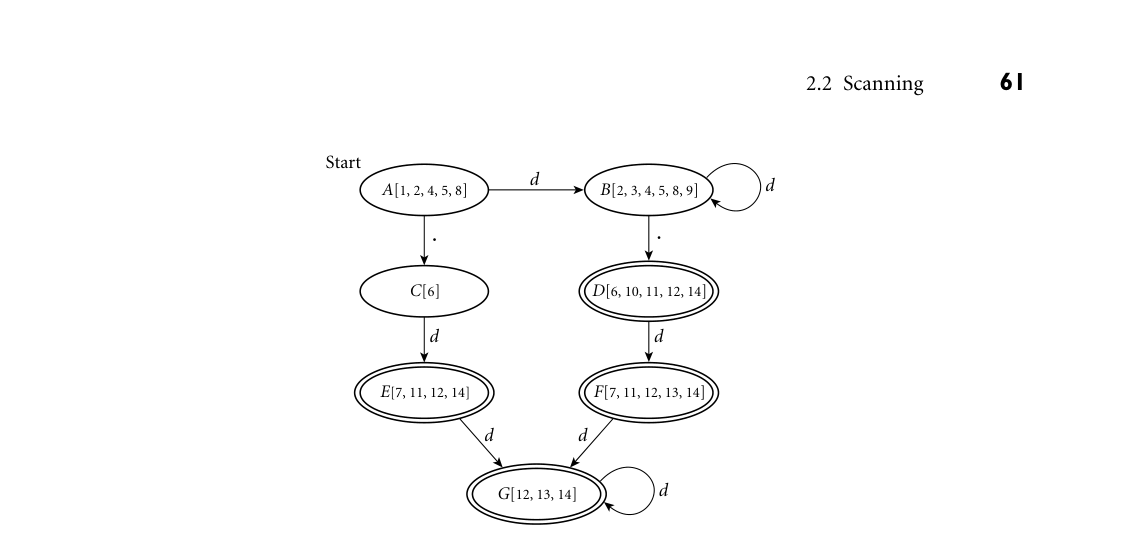 2.2 Scanning 61
Start
A[1, 2, 4, 5, 8] d B[2, 3, 4, 5, 8, 9] d
. .
C[6] D[6, 10, 11, 12, 14]
d d
E[7, 11, 12, 14] F[7, 11, 12, 13, 14]
d d
G[12, 13, 14] d